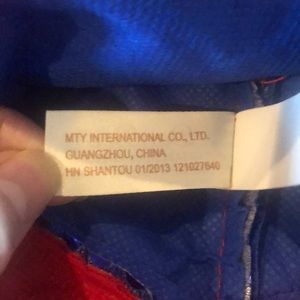 MTY INTERNATIONAL CO., LTD.
GUANGZHOU, CHINA
HN SHANTOU 01/2013 121027640